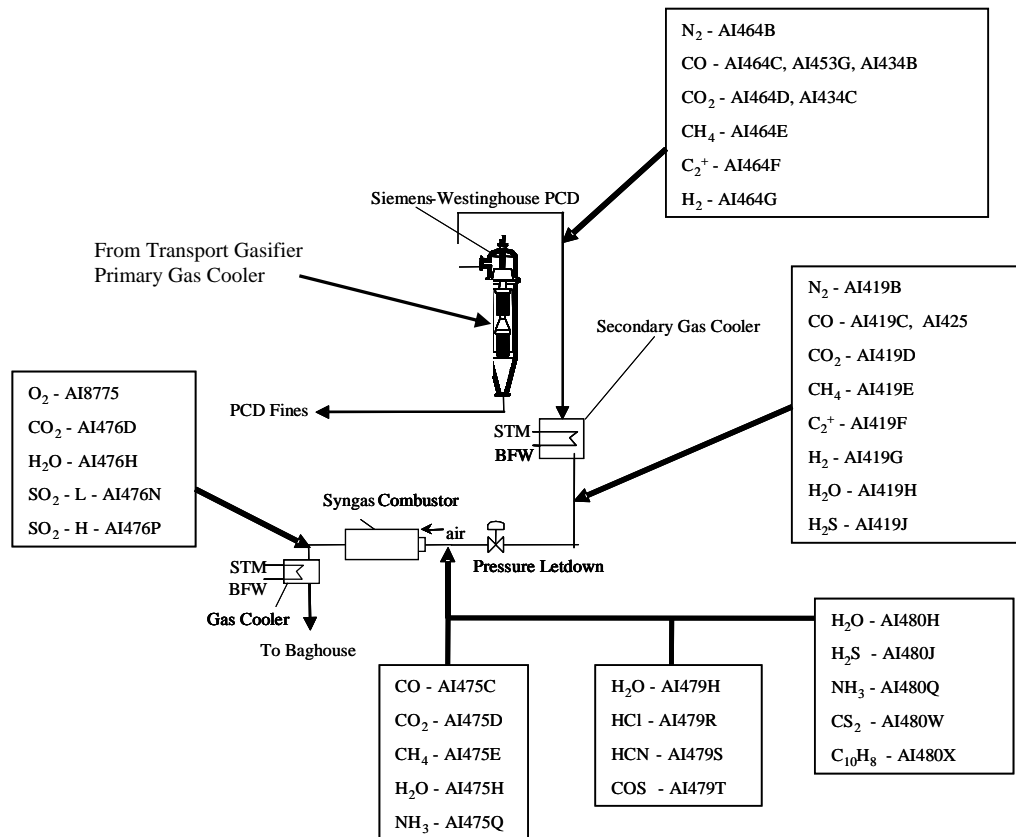 N₂ - AI464B
CO - AI464C, AI453G, AI434B
CO₂ - AI464D, AI434C
CH₄ - AI464E
C₂⁺ - AI464F
H₂ - AI464G
Siemens-Westinghouse PCD
From Transport Gasifier
Primary Gas Cooler
Secondary Gas Cooler
N₂ - AI419B
CO - AI419C, AI425
CO₂ - AI419D
CH₄ - AI419E
C₂⁺ - AI419F
H₂ - AI419G
H₂O - AI419H
H₂S - AI419J
PCD Fines
STM
BFW
O₂ - AI8775
CO₂ - AI476D
H₂O - AI476H
SO₂ - L - AI476N
SO₂ - H - AI476P
Syngas Combustor
air
Pressure Letdown
STM
BFW
Gas Cooler
To Baghouse
CO - AI475C
CO₂ - AI475D
CH₄ - AI475E
H₂O - AI475H
NH₃ - AI475Q
H₂O - AI479H
HCl - AI479R
HCN - AI479S
COS - AI479T
H₂O - AI480H
H₂S - AI480J
NH₃ - AI480Q
CS₂ - AI480W
C₁₀H₈ - AI480X